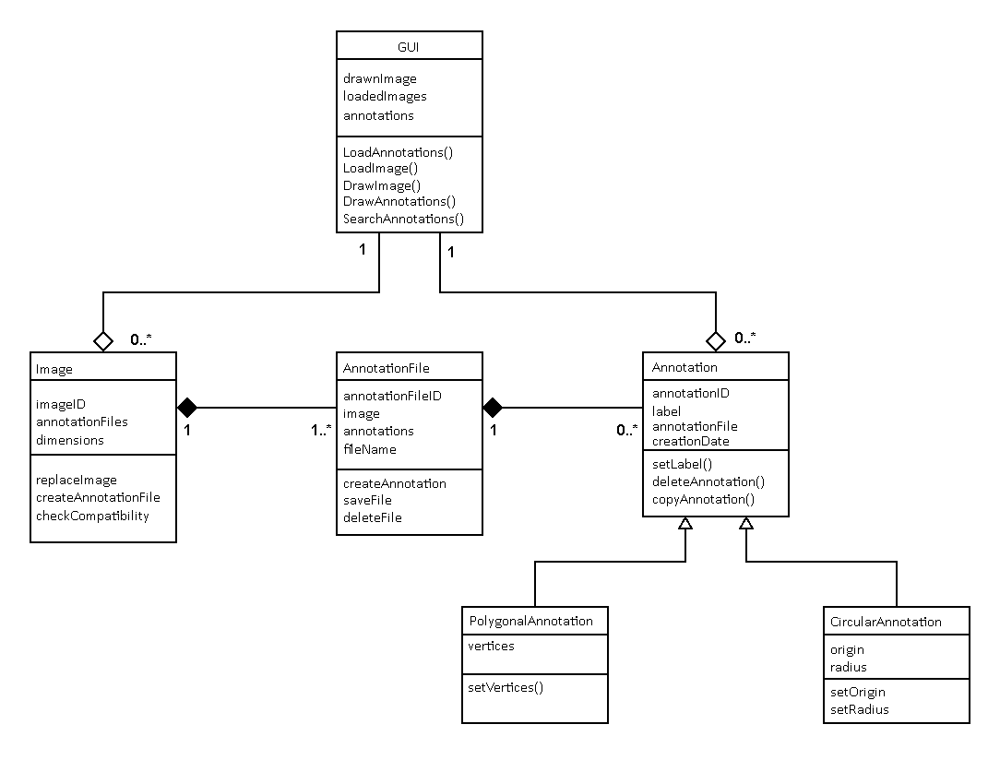 GUI
drawnImage
loadedImages
annotations
LoadAnnotations()
LoadImage()
DrawImage()
DrawAnnotations()
SearchAnnotations()
1
1
0..*
0..*
Image
imageID
annotationFiles
dimensions
replaceImage
createAnnotationFile
checkCompatibility
1
1..*
AnnotationFile
annotationFileID
image
annotations
fileName
createAnnotation
saveFile
deleteFile
1
0..*
Annotation
annotationID
label
annotationFile
creationDate
setLabel()
deleteAnnotation()
copyAnnotation()
PolygonalAnnotation
vertices
setVertices()
CircularAnnotation
origin
radius
setOrigin
setRadius